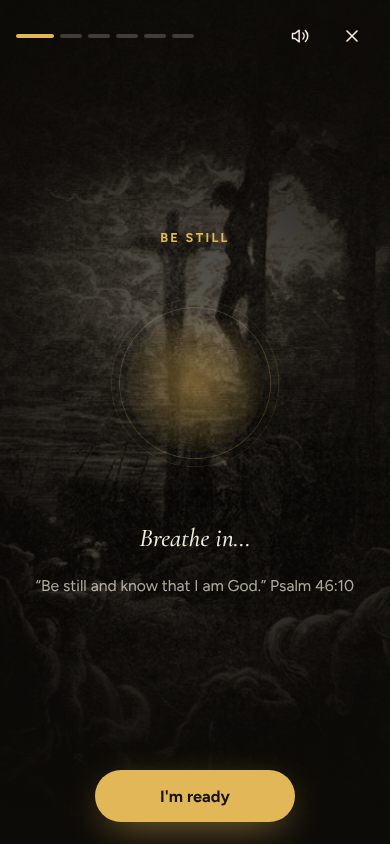 BE STILL
Breathe in...
“Be still and know that I am God.” Psalm 46:10
I'm ready